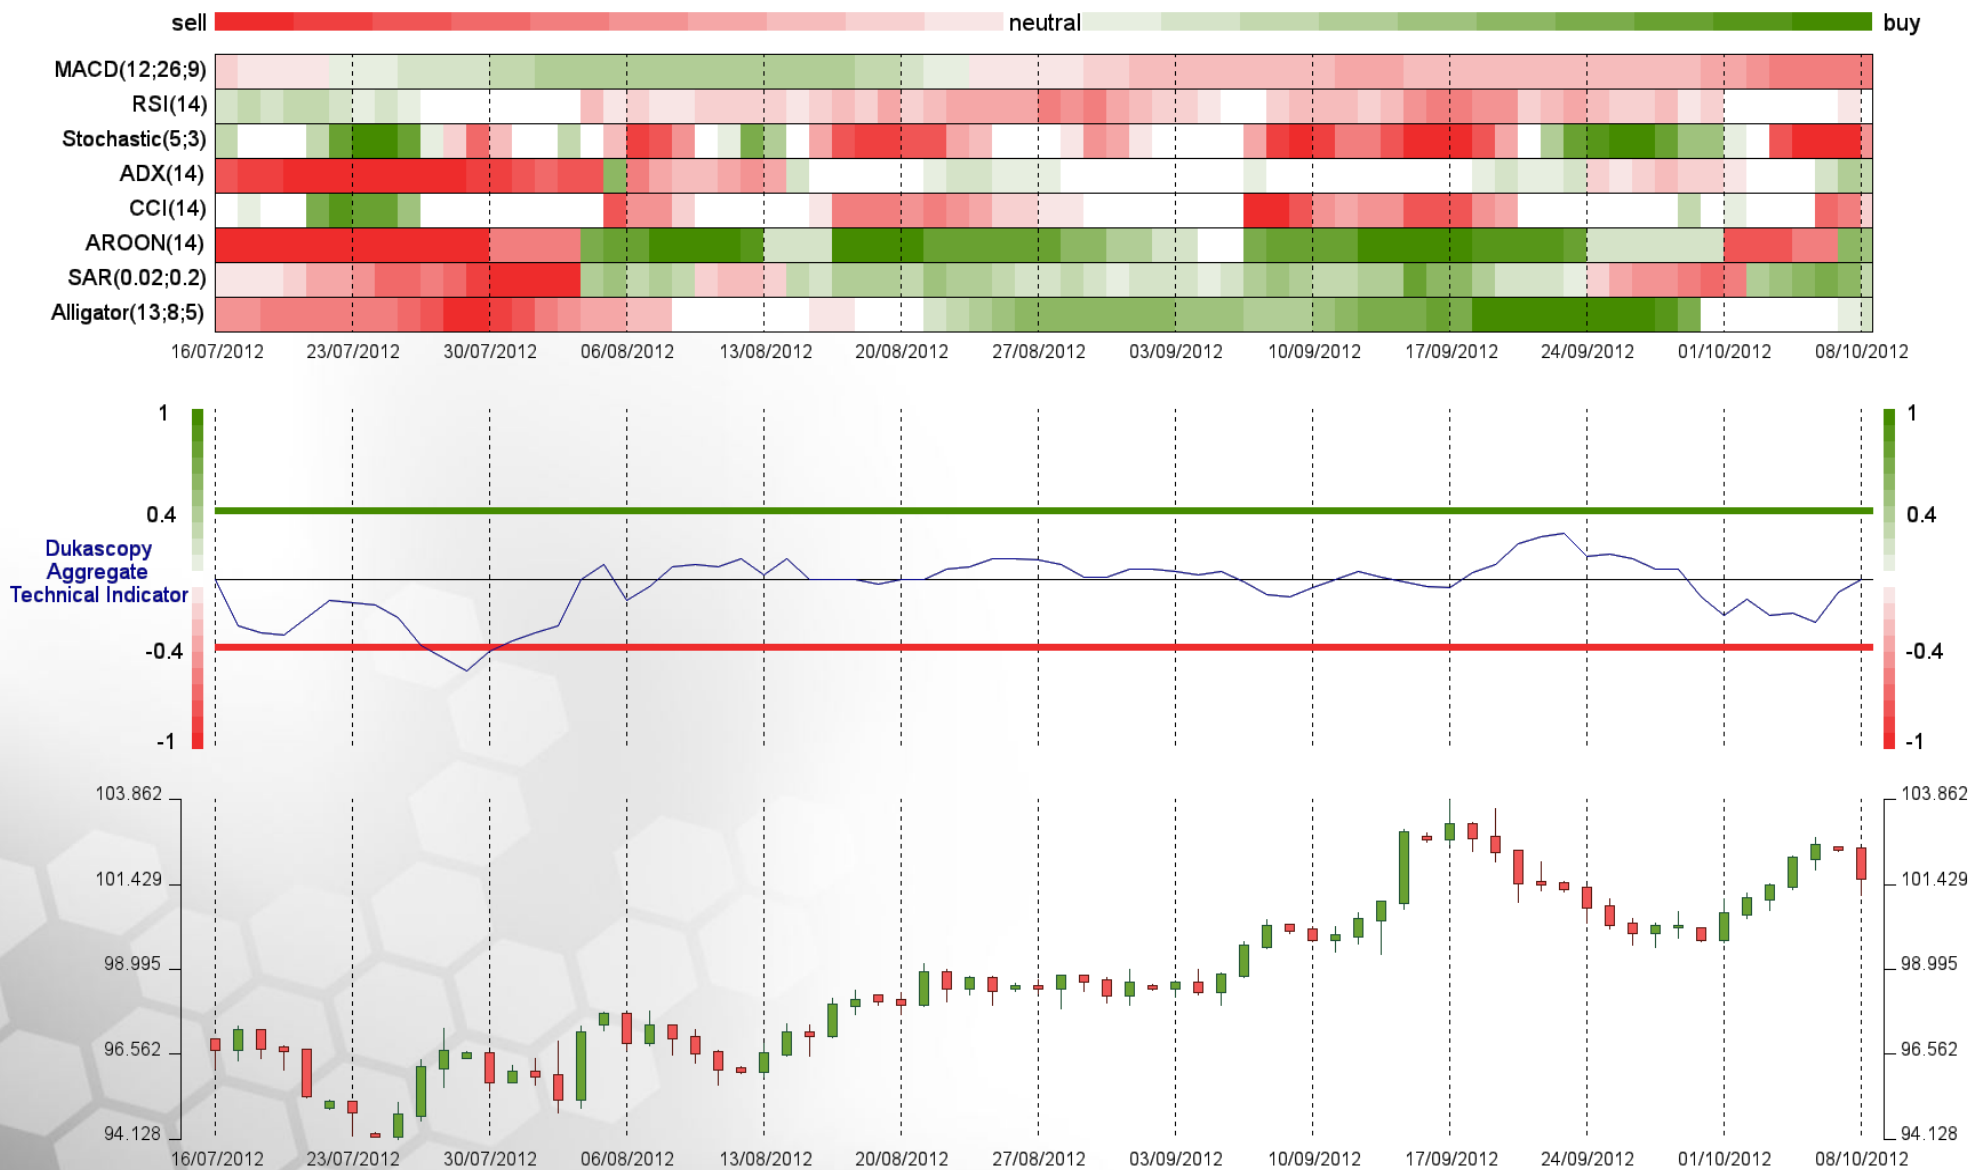 sell neutral buy
MACD(12;26;9)
RSI(14)
Stochastic(5;3)
ADX(14)
CCI(14)
AROON(14)
SAR(0.02;0.2)
Alligator(13;8;5)
16/07/2012 23/07/2012 30/07/2012 06/08/2012 13/08/2012 20/08/2012 27/08/2012 03/09/2012 10/09/2012 17/09/2012 24/09/2012 01/10/2012 08/10/2012
1 1
0.4 0.4
Dukascopy
Aggregate
Technical Indicator
-0.4 -0.4
-1 -1
103.862 103.862
101.429 101.429
98.995 98.995
96.562 96.562
94.128 94.128
16/07/2012 23/07/2012 30/07/2012 06/08/2012 13/08/2012 20/08/2012 27/08/2012 03/09/2012 10/09/2012 17/09/2012 24/09/2012 01/10/2012 08/10/2012